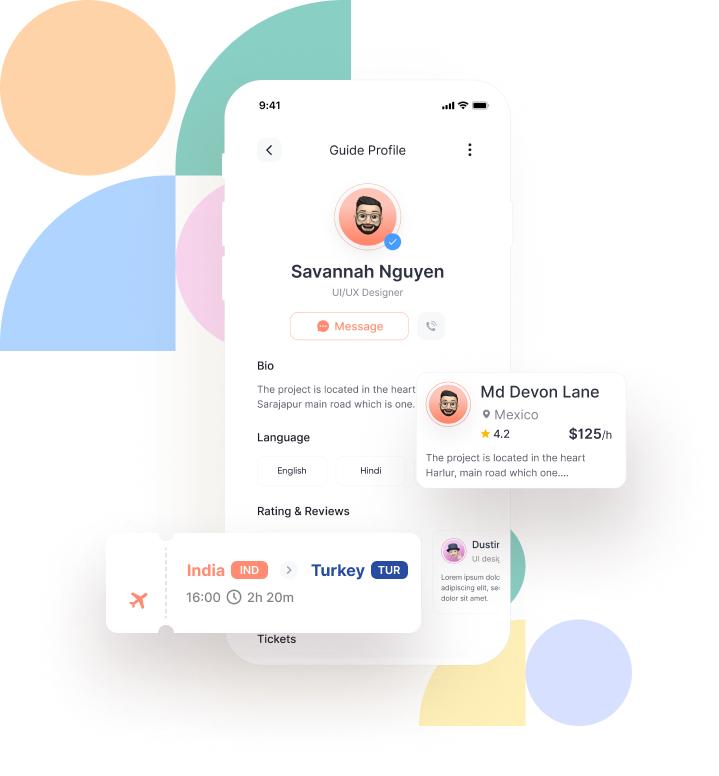 9:41
Guide Profile
Savannah Nguyen
UI/UX Designer
Message
Bio
The project is located in the heart
Sarajapur main road which is one.
Md Devon Lane
Mexico
4.2 $125/h
The project is located in the heart
Harlur, main road which one....
Language
English Hindi
Rating & Reviews
India IND Turkey TUR
16:00 2h 20m
Dustin
UI desig
Lorem ipsum dolo
adipiscing elit, se
dolor sit amet.
Tickets